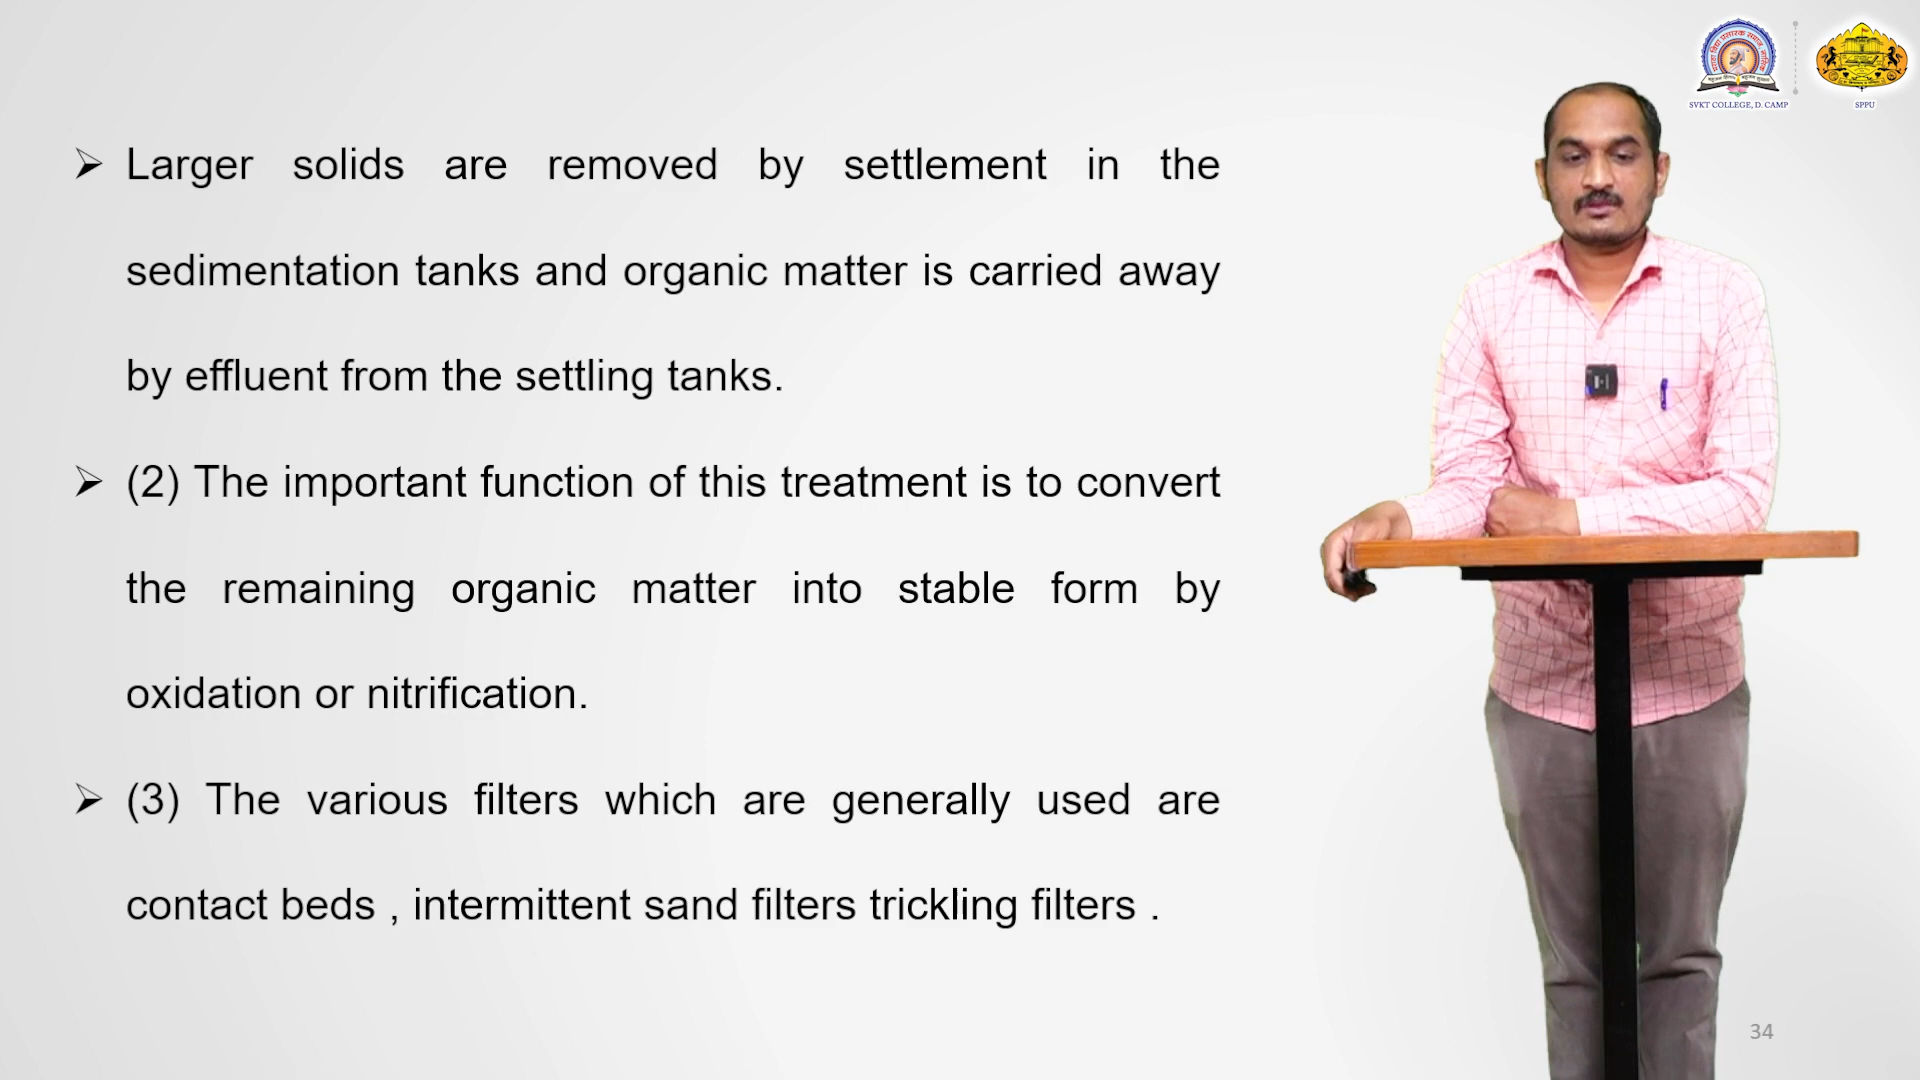 SVKT COLLEGE, D. CAMP
SPPU
Larger solids are removed by settlement in the
sedimentation tanks and organic matter is carried away
by effluent from the settling tanks.
(2) The important function of this treatment is to convert
the remaining organic matter into stable form by
oxidation or nitrification.
(3) The various filters which are generally used are
contact beds , intermittent sand filters trickling filters .
34